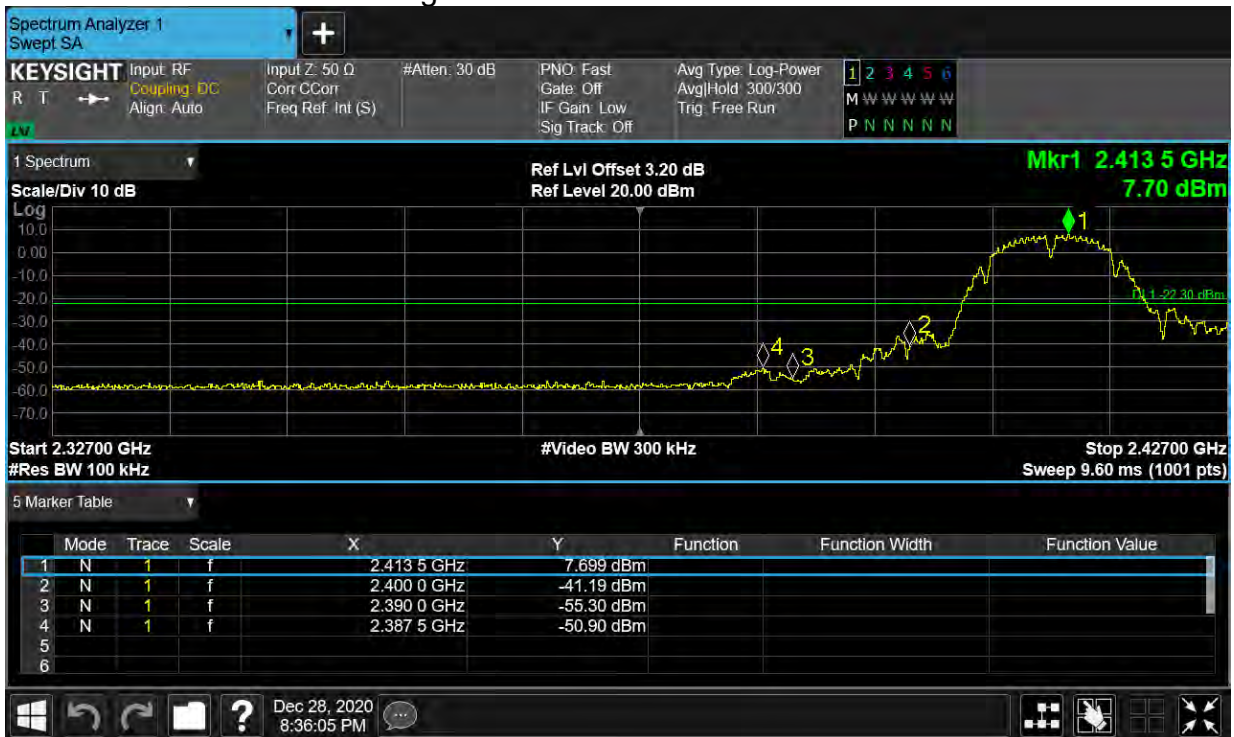 Spectrum Analyzer 1
Swept SA
+
KEYSIGHT Input: RF Input Z: 50 Ω #Atten: 30 dB PNO: Fast Avg Type: Log-Power 1 2 3 4 5 6
R T Coupling: DC Corr CCorr Gate: Off Avg|Hold: 300/300 M W W W W W W
Align: Auto Freq Ref: Int (S) IF Gain: Low Trig: Free Run
LXI Sig Track: Off P N N N N N N
1 Spectrum Ref Lvl Offset 3.20 dB Mkr1 2.413 5 GHz
Scale/Div 10 dB Ref Level 20.00 dBm 7.70 dBm
Log
10.0 1
0.00
-10.0
-20.0 DL1 -22.30 dBm
-30.0
-40.0 4 3 2
-50.0
-60.0
-70.0
Start 2.32700 GHz #Video BW 300 kHz Stop 2.42700 GHz
#Res BW 100 kHz Sweep 9.60 ms (1001 pts)
5 Marker Table
Mode Trace Scale X Y Function Function Width Function Value
1 N 1 f 2.413 5 GHz 7.699 dBm
2 N 1 f 2.400 0 GHz -41.19 dBm
3 N 1 f 2.390 0 GHz -55.30 dBm
4 N 1 f 2.387 5 GHz -50.90 dBm
5
6
? Dec 28, 2020
8:36:05 PM